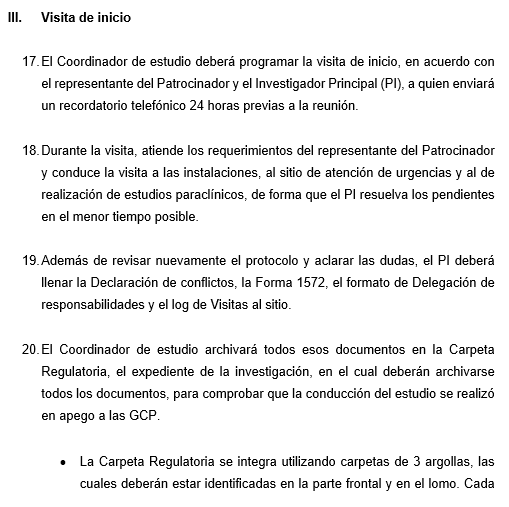 III. Visita de inicio
17. El Coordinador de estudio deberá programar la visita de inicio, en acuerdo con
el representante del Patrocinador y el Investigador Principal (PI), a quien enviará
un recordatorio telefónico 24 horas previas a la reunión.
18. Durante la visita, atiende los requerimientos del representante del Patrocinador
y conduce la visita a las instalaciones, al sitio de atención de urgencias y al de
realización de estudios paraclínicos, de forma que el PI resuelva los pendientes
en el menor tiempo posible.
19. Además de revisar nuevamente el protocolo y aclarar las dudas, el PI deberá
llenar la Declaración de conflictos, la Forma 1572, el formato de Delegación de
responsabilidades y el log de Visitas al sitio.
20. El Coordinador de estudio archivará todos esos documentos en la Carpeta
Regulatoria, el expediente de la investigación, en el cual deberán archivarse
todos los documentos, para comprobar que la conducción del estudio se realizó
en apego a las GCP.
• La Carpeta Regulatoria se integra utilizando carpetas de 3 argollas, las
cuales deberán estar identificadas en la parte frontal y en el lomo. Cada